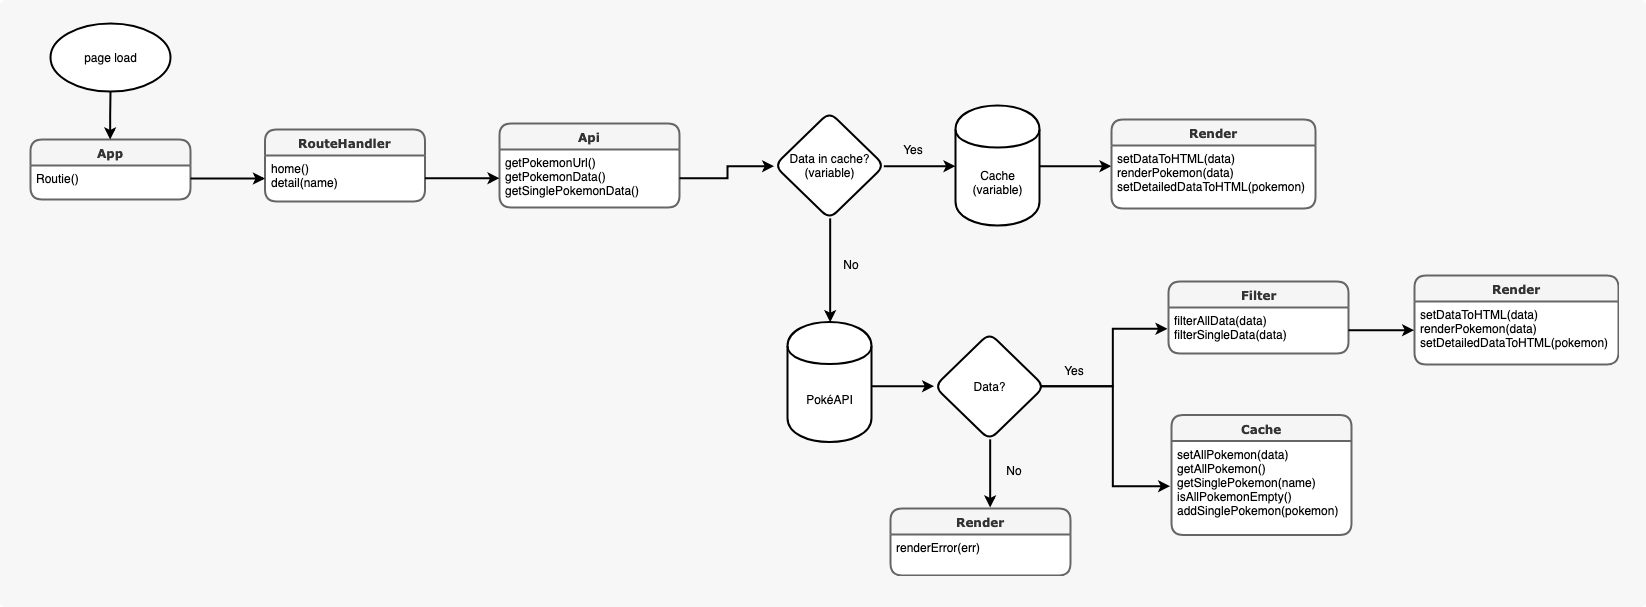 page load
App
Routie()
RouteHandler
home()
detail(name)
Api
getPokemonUrl()
getPokemonData()
getSinglePokemonData()
Data in cache?
(variable)
Yes
Cache
(variable)
Render
setDataToHTML(data)
renderPokemon(data)
setDetailedDataToHTML(pokemon)
No
PokéAPI
Data?
Yes
Filter
filterAllData(data)
filterSingleData(data)
Render
setDataToHTML(data)
renderPokemon(data)
setDetailedDataToHTML(pokemon)
Cache
setAllPokemon(data)
getAllPokemon()
getSinglePokemon(name)
isAllPokemonEmpty()
addSinglePokemon(pokemon)
No
Render
renderError(err)